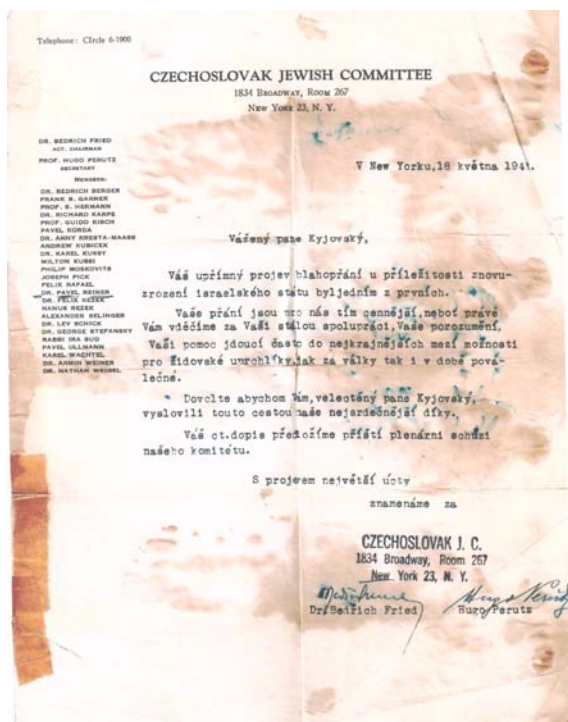 Telephone: CIrcle 6-1900
CZECHOSLOVAK JEWISH COMMITTEE
1834 BROADWAY, ROOM 267
NEW YORK 23, N. Y.
DR. BEDRICH FRIED
ACT. CHAIRMAN
PROF. HUGO PERUTZ
SECRETARY
MEMBERS:
DR. BEDRICH BERGER
FRANK B. GARNER
PROF. S. HERMANN
DR. RICHARD KARPE
PROF. GUIDO KISCH
PAVEL KORDA
DR. ANNY KRESTA-MAASS
ANDREW KUBICEK
DR. KAREL KUSSY
MILTON KUSSI
PHILIP MOSKOVITS
JOSEPH PICK
FELIX RAFAEL
DR. PAVEL REINER
DR. FELIX REZEK
HANUS REZEK
ALEXANDER SELINGER
DR. LEV SCHICK
DR. GEORGE STEFANSKY
RABBI IRA SUD
PAVEL ULLMANN
KAREL WACHTEL
DR. ARMIN WEINER
DR. NATHAN WEISEL
V New Yorku, 18 května
Vážený pane Kyjovský,
Váš upřímný projev blahopřání u příležitosti znovu-
zrození israelského státu byl jedním z prvních.
Vaše přání jsou pro nás tím cennější, neboť právě
Vám vděčíme za Vaši stálou spolupráci, Vaše porozumění,
Vaši pomoc jdoucí často do nejkrajnějších mezí možnosti
pro židovské uprchlíky, jak za války tak i v době pová-
lečné.
Dovolte abychom Vám, velectěný pane Kyjovský,
vyslovili touto cestou naše nejsrdečnější díky.
Váš ct. dopis předložíme příští plenární schůzi
našeho komitétu.
S projevem největší úcty
znamenáme za
CZECHOSLOVAK J. C.
1834 Broadway, Room 267
New York 23, N. Y.
Hugo Perutz
Dr. Bedrich Fried Hugo Perutz